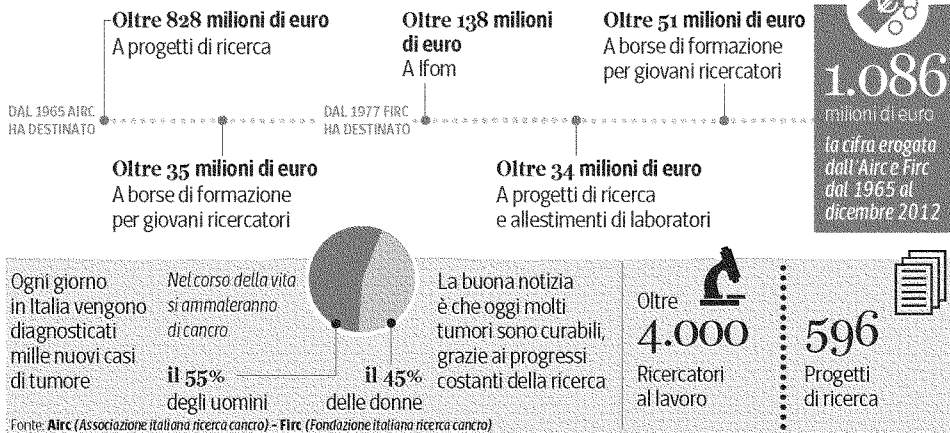 Oltre 828 milioni di euro
A progetti di ricerca
Oltre 138 milioni
di euro
A Ifom
Oltre 51 milioni di euro
A borse di formazione
per giovani ricercatori
DAL 1965 AIRC
HA DESTINATO
DAL 1977 FIRC
HA DESTINATO
Oltre 35 milioni di euro
A borse di formazione
per giovani ricercatori
Oltre 34 milioni di euro
A progetti di ricerca
e allestimenti di laboratori
1.086
milioni di euro
la cifra erogata
dall'Airc e Firc
dal 1965 al
dicembre 2012
Ogni giorno
in Italia vengono
diagnosticati
mille nuovi casi
di tumore
Nel corso della vita
si ammaleranno
di cancro
il 55%
degli uomini
il 45%
delle donne
La buona notizia
è che oggi molti
tumori sono curabili,
grazie ai progressi
costanti della ricerca
Oltre
4.000
Ricercatori
al lavoro
596
Progetti
di ricerca
Fonte: Airc (Associazione italiana ricerca cancro) - Firc (Fondazione italiana ricerca cancro)